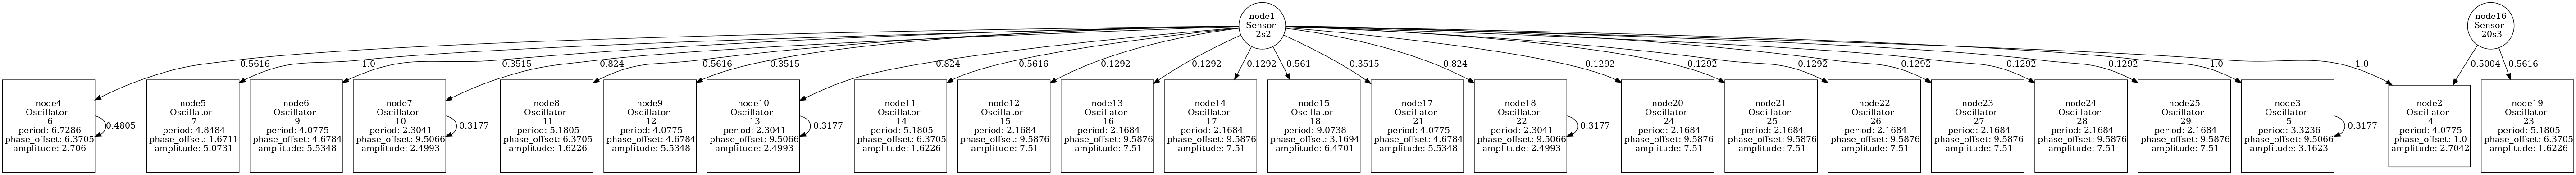 node1
Sensor
2s2
node16
Sensor
20s3
-0.5616
1.0
-0.3515
0.824
-0.5616
-0.3515
0.824
-0.5616
-0.1292
-0.1292
-0.1292
-0.561
-0.3515
0.824
-0.1292
-0.1292
-0.1292
-0.1292
-0.1292
-0.1292
1.0
1.0
-0.5004
-0.5616
node4
Oscillator
6
period: 6.7286
phase_offset: 6.3705
amplitude: 2.706
0.4805
node5
Oscillator
7
period: 4.8484
phase_offset: 1.6711
amplitude: 5.0731
node6
Oscillator
9
period: 4.0775
phase_offset: 4.6784
amplitude: 5.5348
node7
Oscillator
10
period: 2.3041
phase_offset: 9.5066
amplitude: 2.4993
-0.3177
node8
Oscillator
11
period: 5.1805
phase_offset: 6.3705
amplitude: 1.6226
node9
Oscillator
12
period: 4.0775
phase_offset: 4.6784
amplitude: 5.5348
node10
Oscillator
13
period: 2.3041
phase_offset: 9.5066
amplitude: 2.4993
-0.3177
node11
Oscillator
14
period: 5.1805
phase_offset: 6.3705
amplitude: 1.6226
node12
Oscillator
15
period: 2.1684
phase_offset: 9.5876
amplitude: 7.51
node13
Oscillator
16
period: 2.1684
phase_offset: 9.5876
amplitude: 7.51
node14
Oscillator
17
period: 2.1684
phase_offset: 9.5876
amplitude: 7.51
node15
Oscillator
18
period: 9.0738
phase_offset: 3.1694
amplitude: 6.4701
node17
Oscillator
21
period: 4.0775
phase_offset: 4.6784
amplitude: 5.5348
node18
Oscillator
22
period: 2.3041
phase_offset: 9.5066
amplitude: 2.4993
-0.3177
node20
Oscillator
24
period: 2.1684
phase_offset: 9.5876
amplitude: 7.51
node21
Oscillator
25
period: 2.1684
phase_offset: 9.5876
amplitude: 7.51
node22
Oscillator
26
period: 2.1684
phase_offset: 9.5876
amplitude: 7.51
node23
Oscillator
27
period: 2.1684
phase_offset: 9.5876
amplitude: 7.51
node24
Oscillator
28
period: 2.1684
phase_offset: 9.5876
amplitude: 7.51
node25
Oscillator
29
period: 2.1684
phase_offset: 9.5876
amplitude: 7.51
node3
Oscillator
5
period: 3.3236
phase_offset: 9.5066
amplitude: 3.1623
-0.3177
node2
Oscillator
4
period: 4.0775
phase_offset: 1.0
amplitude: 2.7042
node19
Oscillator
23
period: 5.1805
phase_offset: 6.3705
amplitude: 1.6226